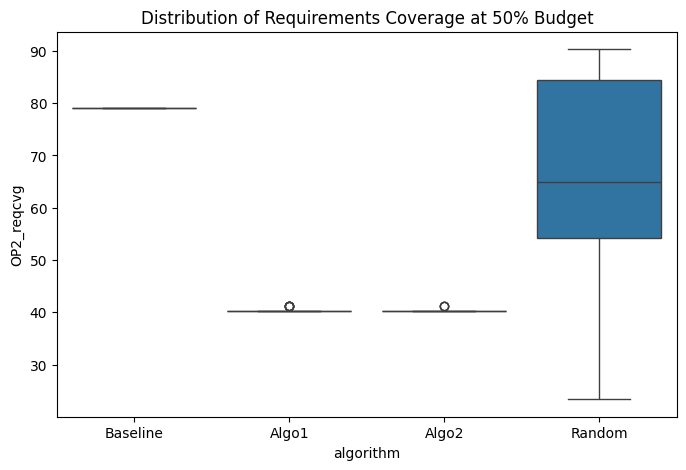 Distribution of Requirements Coverage at 50% Budget
OP2_reqcvg
90
80
70
60
50
40
30
Baseline
Algo1
Algo2
Random
algorithm